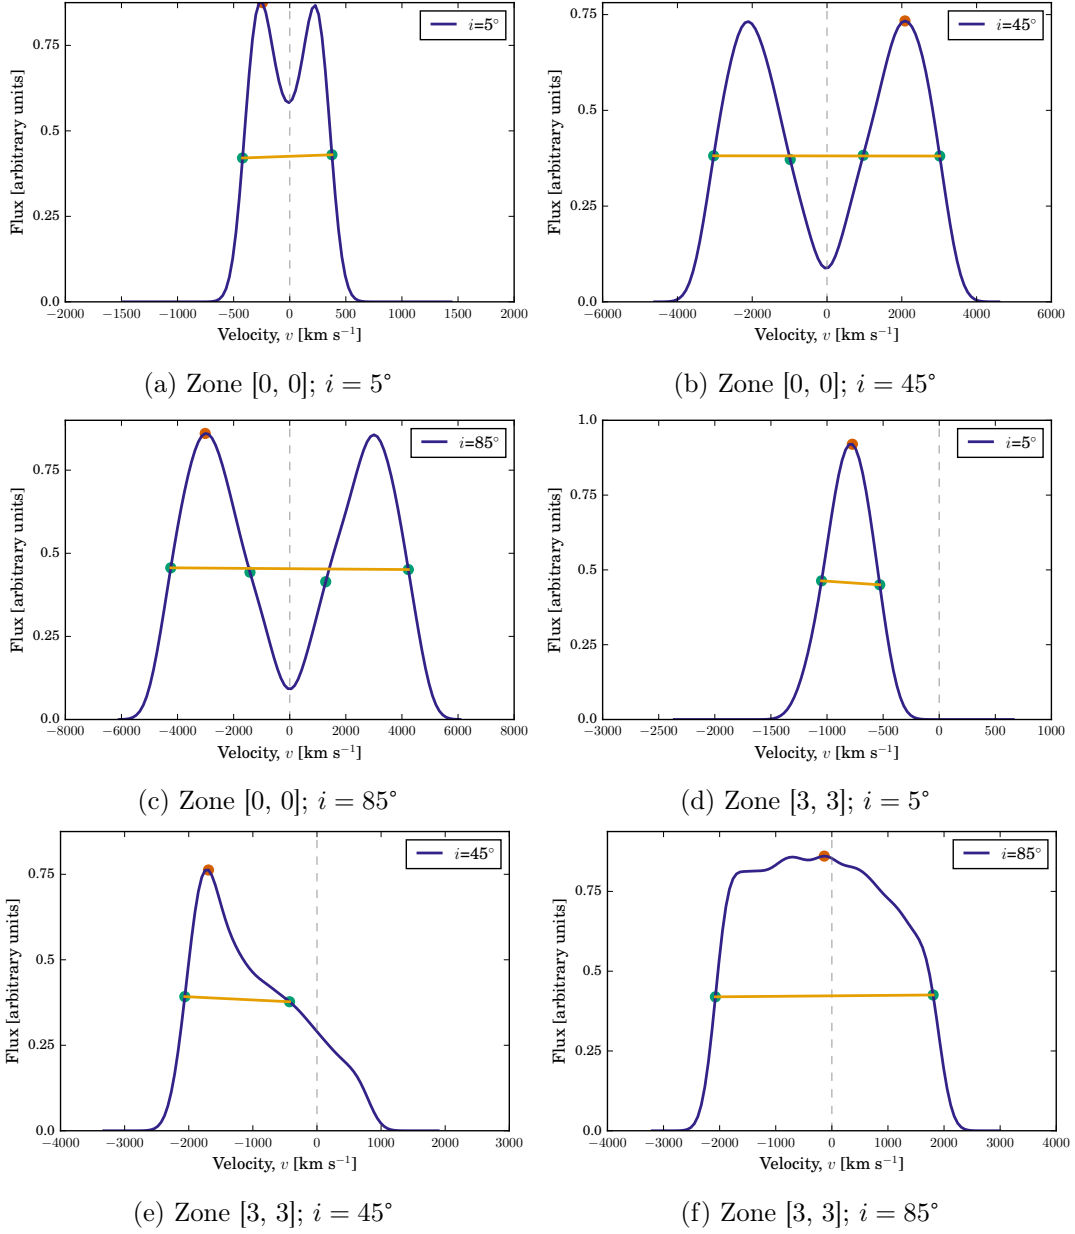 0.75
0.5
0.25
0.0
Flux [arbitrary units]
i=5°
−2000 −1500 −1000 −500 0 500 1000 1500 2000
Velocity, v [km s⁻¹]
(a) Zone [0, 0]; i = 5°
0.75
0.5
0.25
0.0
Flux [arbitrary units]
i=45°
−6000 −4000 −2000 0 2000 4000 6000
Velocity, v [km s⁻¹]
(b) Zone [0, 0]; i = 45°
0.75
0.5
0.25
0.0
Flux [arbitrary units]
i=85°
−8000 −6000 −4000 −2000 0 2000 4000 6000 8000
Velocity, v [km s⁻¹]
(c) Zone [0, 0]; i = 85°
1.0
0.75
0.5
0.25
0.0
Flux [arbitrary units]
i=5°
−3000 −2500 −2000 −1500 −1000 −500 0 500 1000
Velocity, v [km s⁻¹]
(d) Zone [3, 3]; i = 5°
0.75
0.5
0.25
0.0
Flux [arbitrary units]
i=45°
−4000 −3000 −2000 −1000 0 1000 2000 3000
Velocity, v [km s⁻¹]
(e) Zone [3, 3]; i = 45°
0.75
0.5
0.25
0.0
Flux [arbitrary units]
i=85°
−4000 −3000 −2000 −1000 0 1000 2000 3000 4000
Velocity, v [km s⁻¹]
(f) Zone [3, 3]; i = 85°